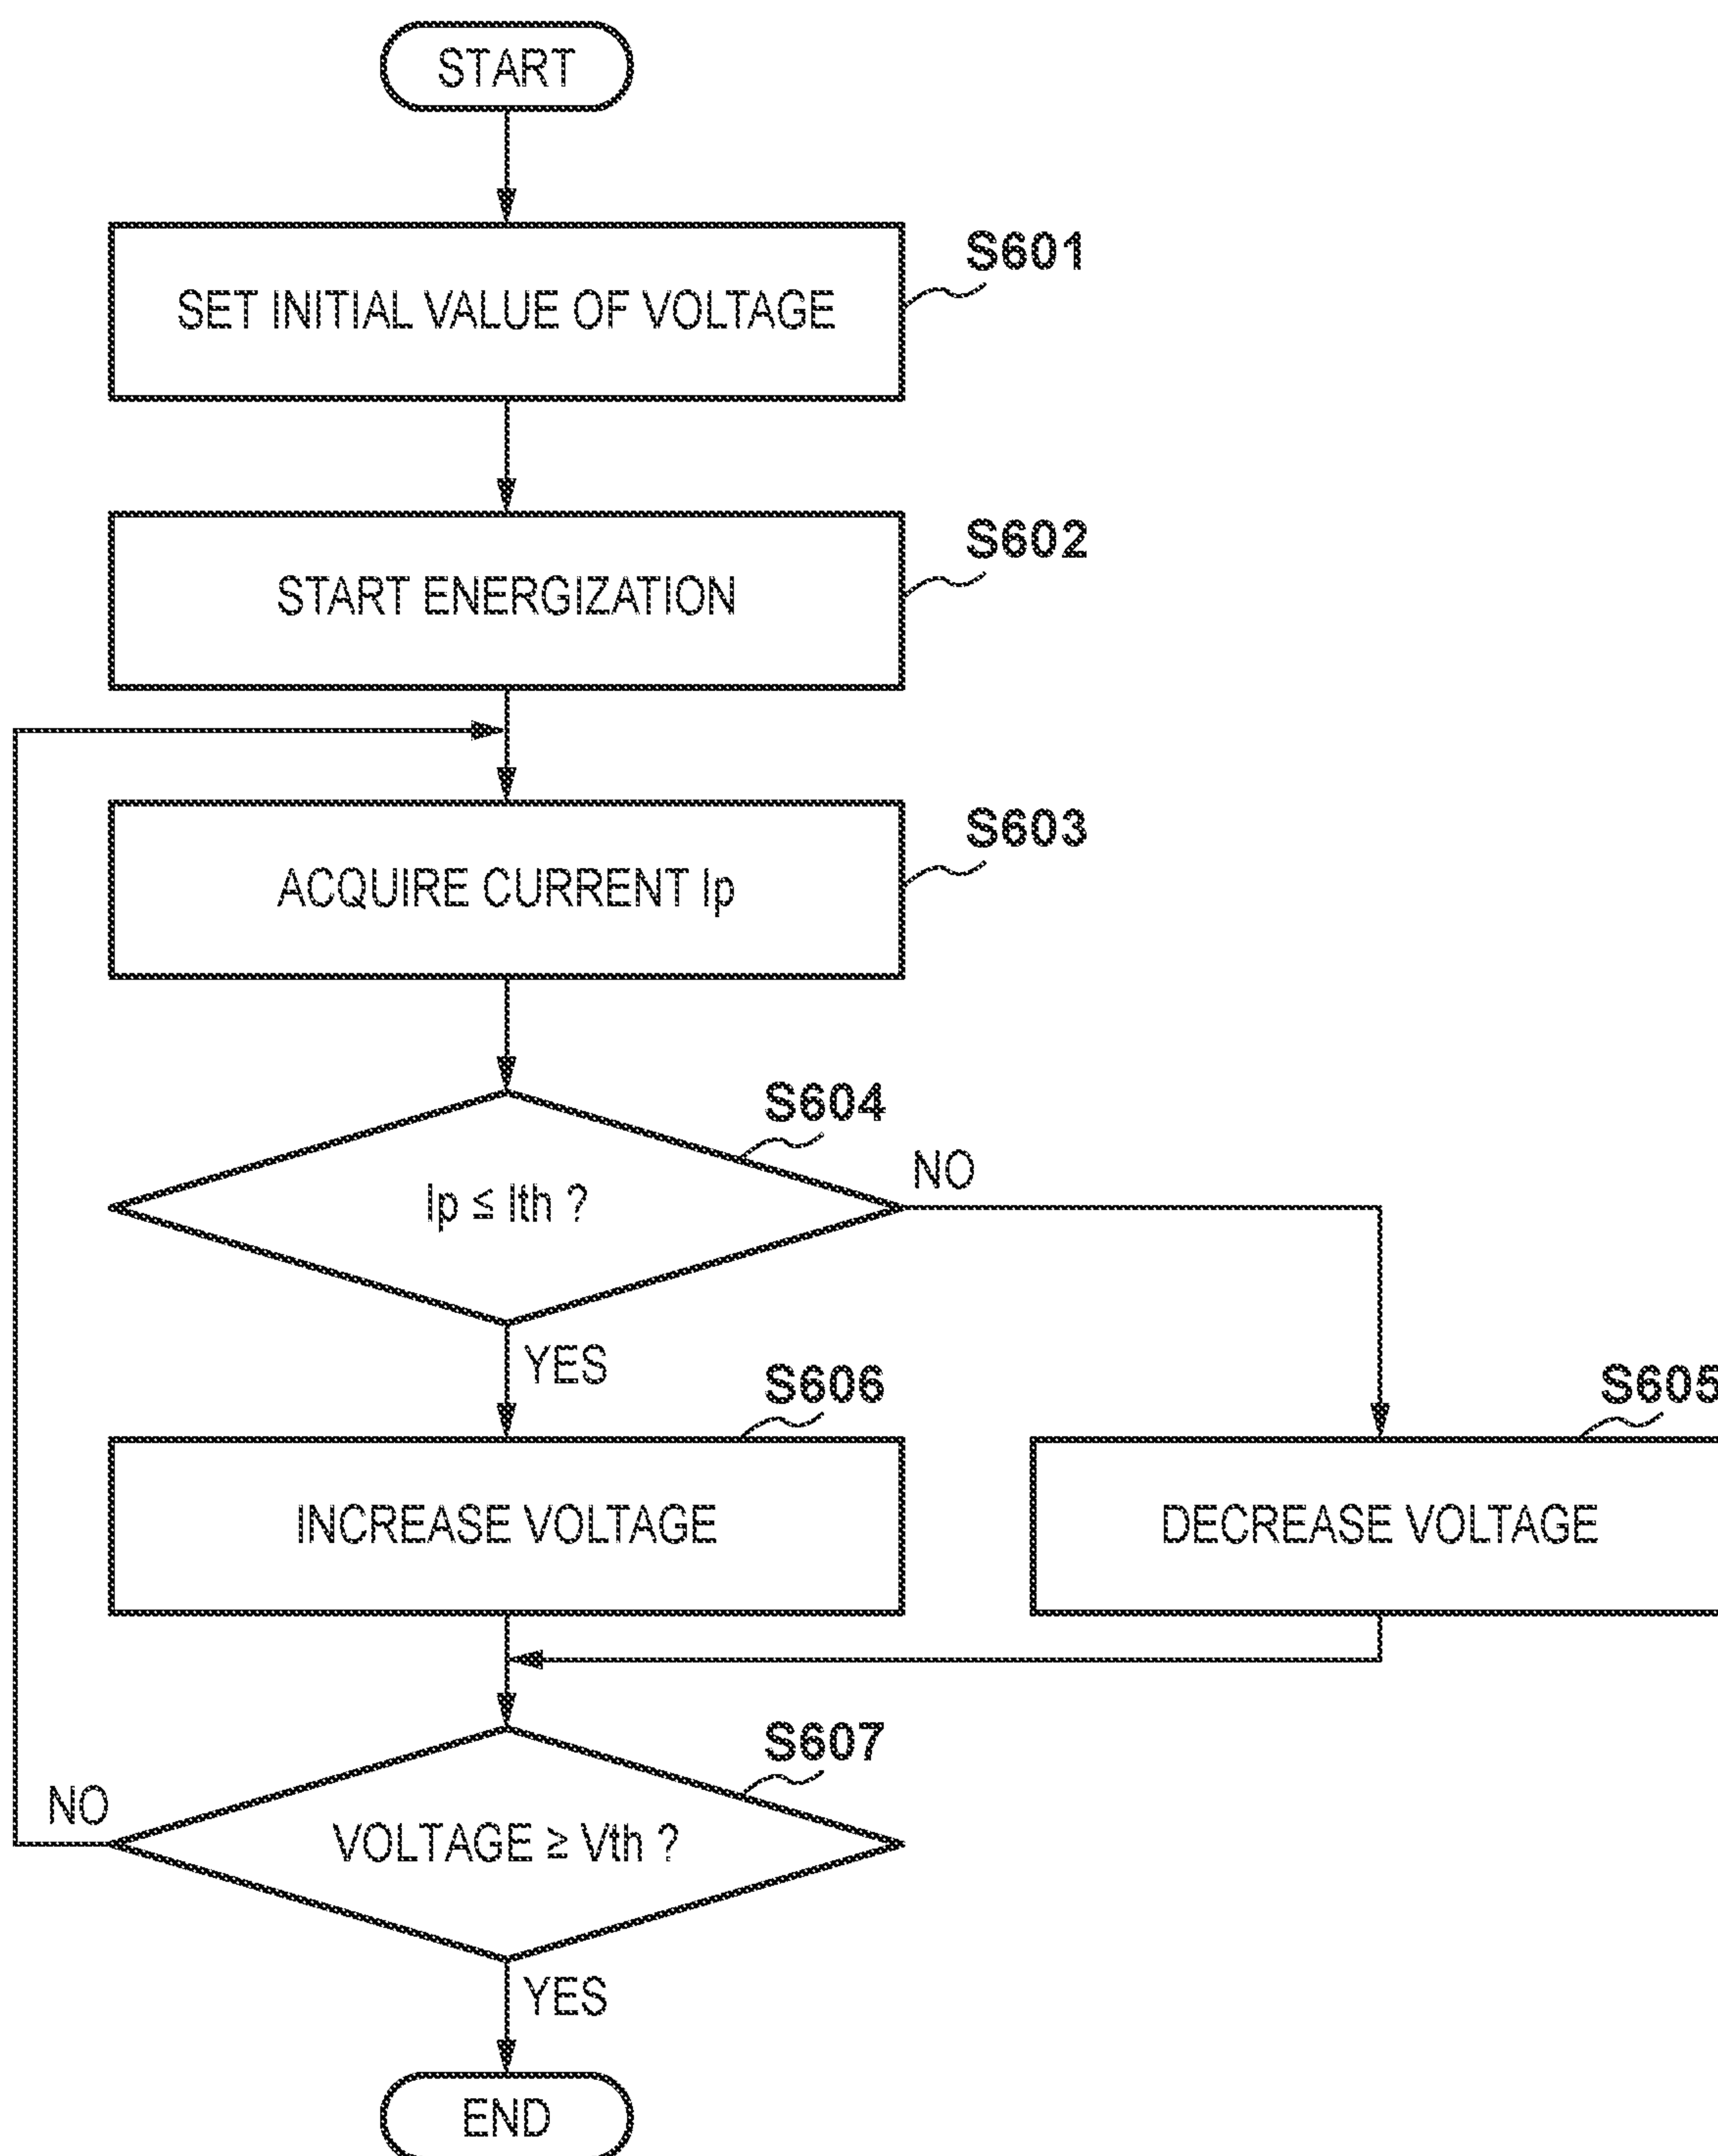 START
S601
SET INITIAL VALUE OF VOLTAGE
S602
START ENERGIZATION
S603
ACQUIRE CURRENT Ip
S604
Ip ≤ Ith ?
NO
YES
S606
S605
INCREASE VOLTAGE
DECREASE VOLTAGE
S607
NO
VOLTAGE ≥ Vth ?
YES
END